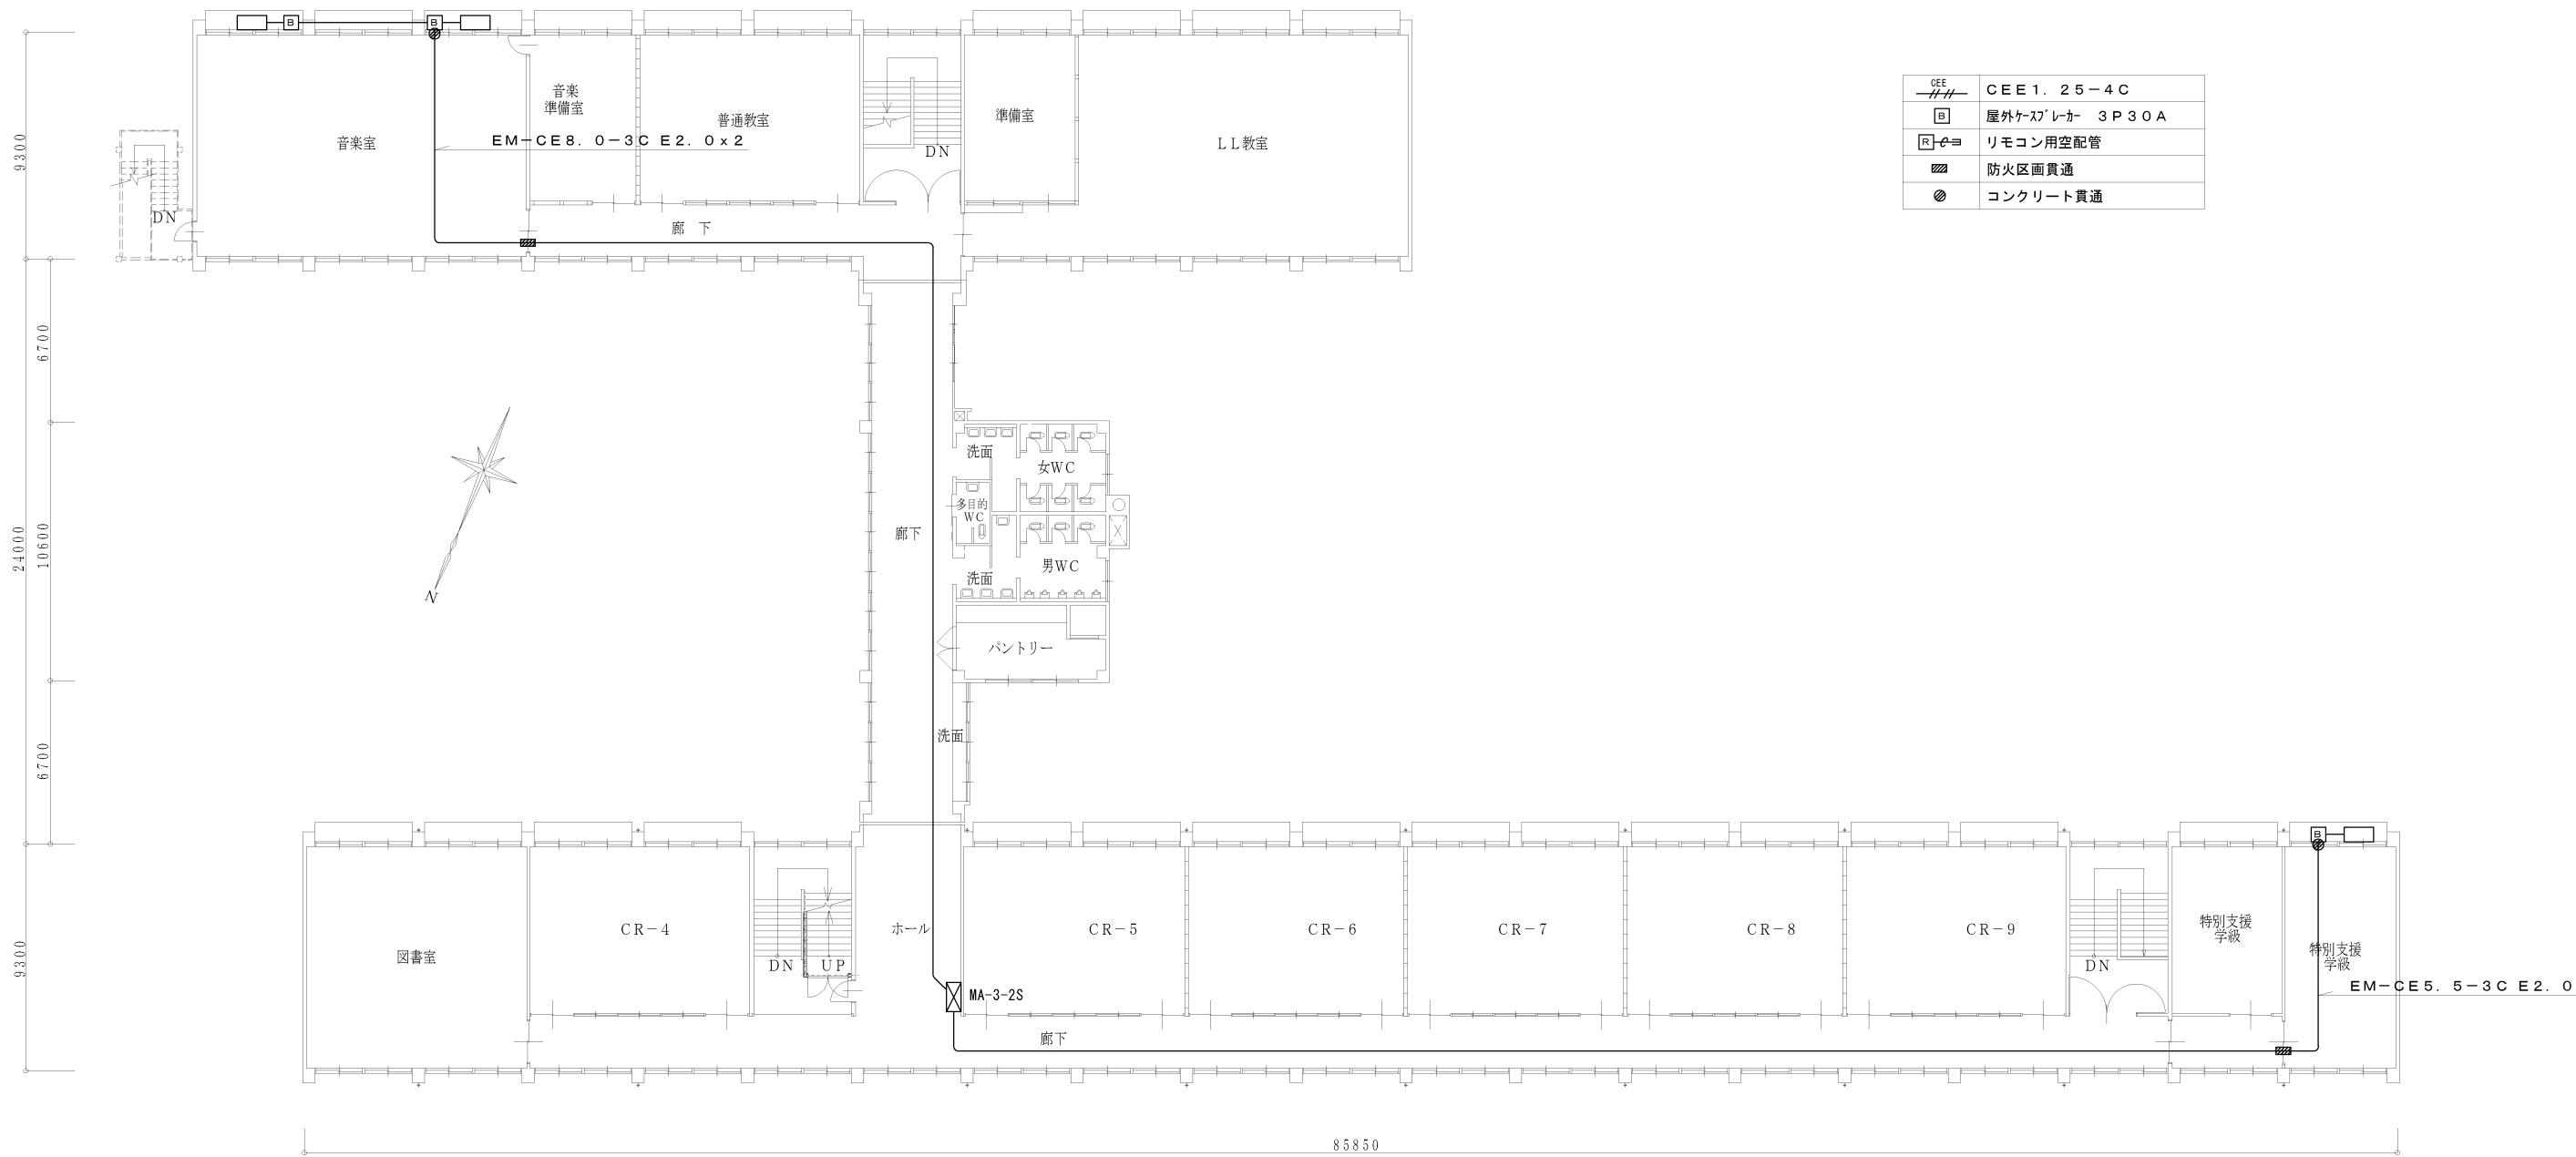 B
B
CEE
CEE1.25-4C
B
屋外ケースブレーカー 3P30A
R
リモコン用空配管
防火区画貫通
コンクリート貫通
音楽室
音楽
準備室
普通教室
準備室
LL教室
EM-CE8.0-3C E2.0x2
DN
DN
廊 下
9300
6700
24000
10600
6700
9300
N
洗面
女WC
多目的
WC
廊下
洗面
男WC
パントリー
洗面
B
図書室
CR-4
DN
UP
ホール
CR-5
CR-6
CR-7
CR-8
CR-9
DN
特別支援
学級
特別支援
学級
EM-CE5.5-3C E2.0
MA-3-2S
廊下
85850